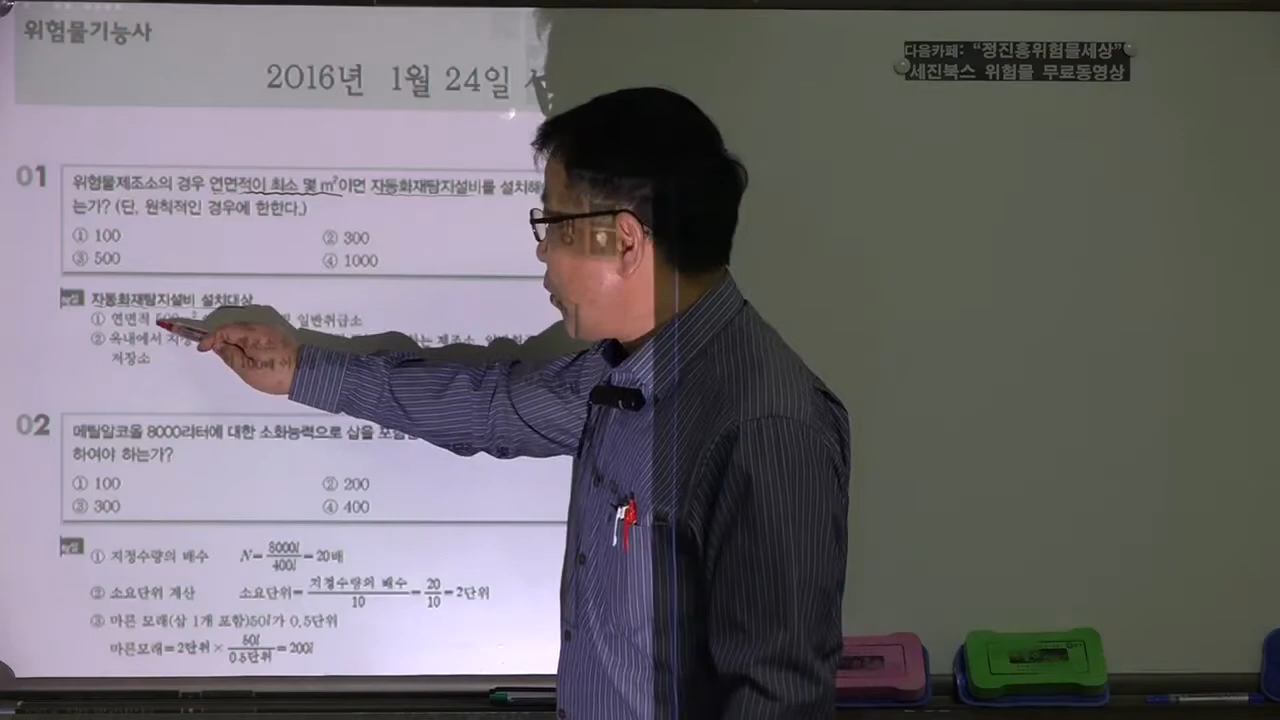 위험물기능사
다음카페: "정진홍위험물세상"
세진북스 위험물 무료동영상
2016년 1월 24일
01
위험물제조소의 경우 연면적이 최소 몇 m²이면 자동화재탐지설비를 설치해
는가? (단, 원칙적인 경우에 한한다.)
① 100 ② 300
③ 500 ④ 1000
해설 자동화재탐지설비 설치대상
① 연면적 일반취급소
② 옥내에서 하는 제조소, 일반취
저장소
02
메틸알코올 8000리터에 대한 소화능력으로 삽을 포함한
하여야 하는가?
① 100 ② 200
③ 300 ④ 400
해설 ① 지정수량의 배수 N=8000l/400l=20배
② 소요단위 계산 소요단위=지정수량의 배수/10=20/10=2단위
③ 마른 모래(삽 1개 포함)50l가 0.5단위
마른모래=2단위×50l/0.5단위=200l